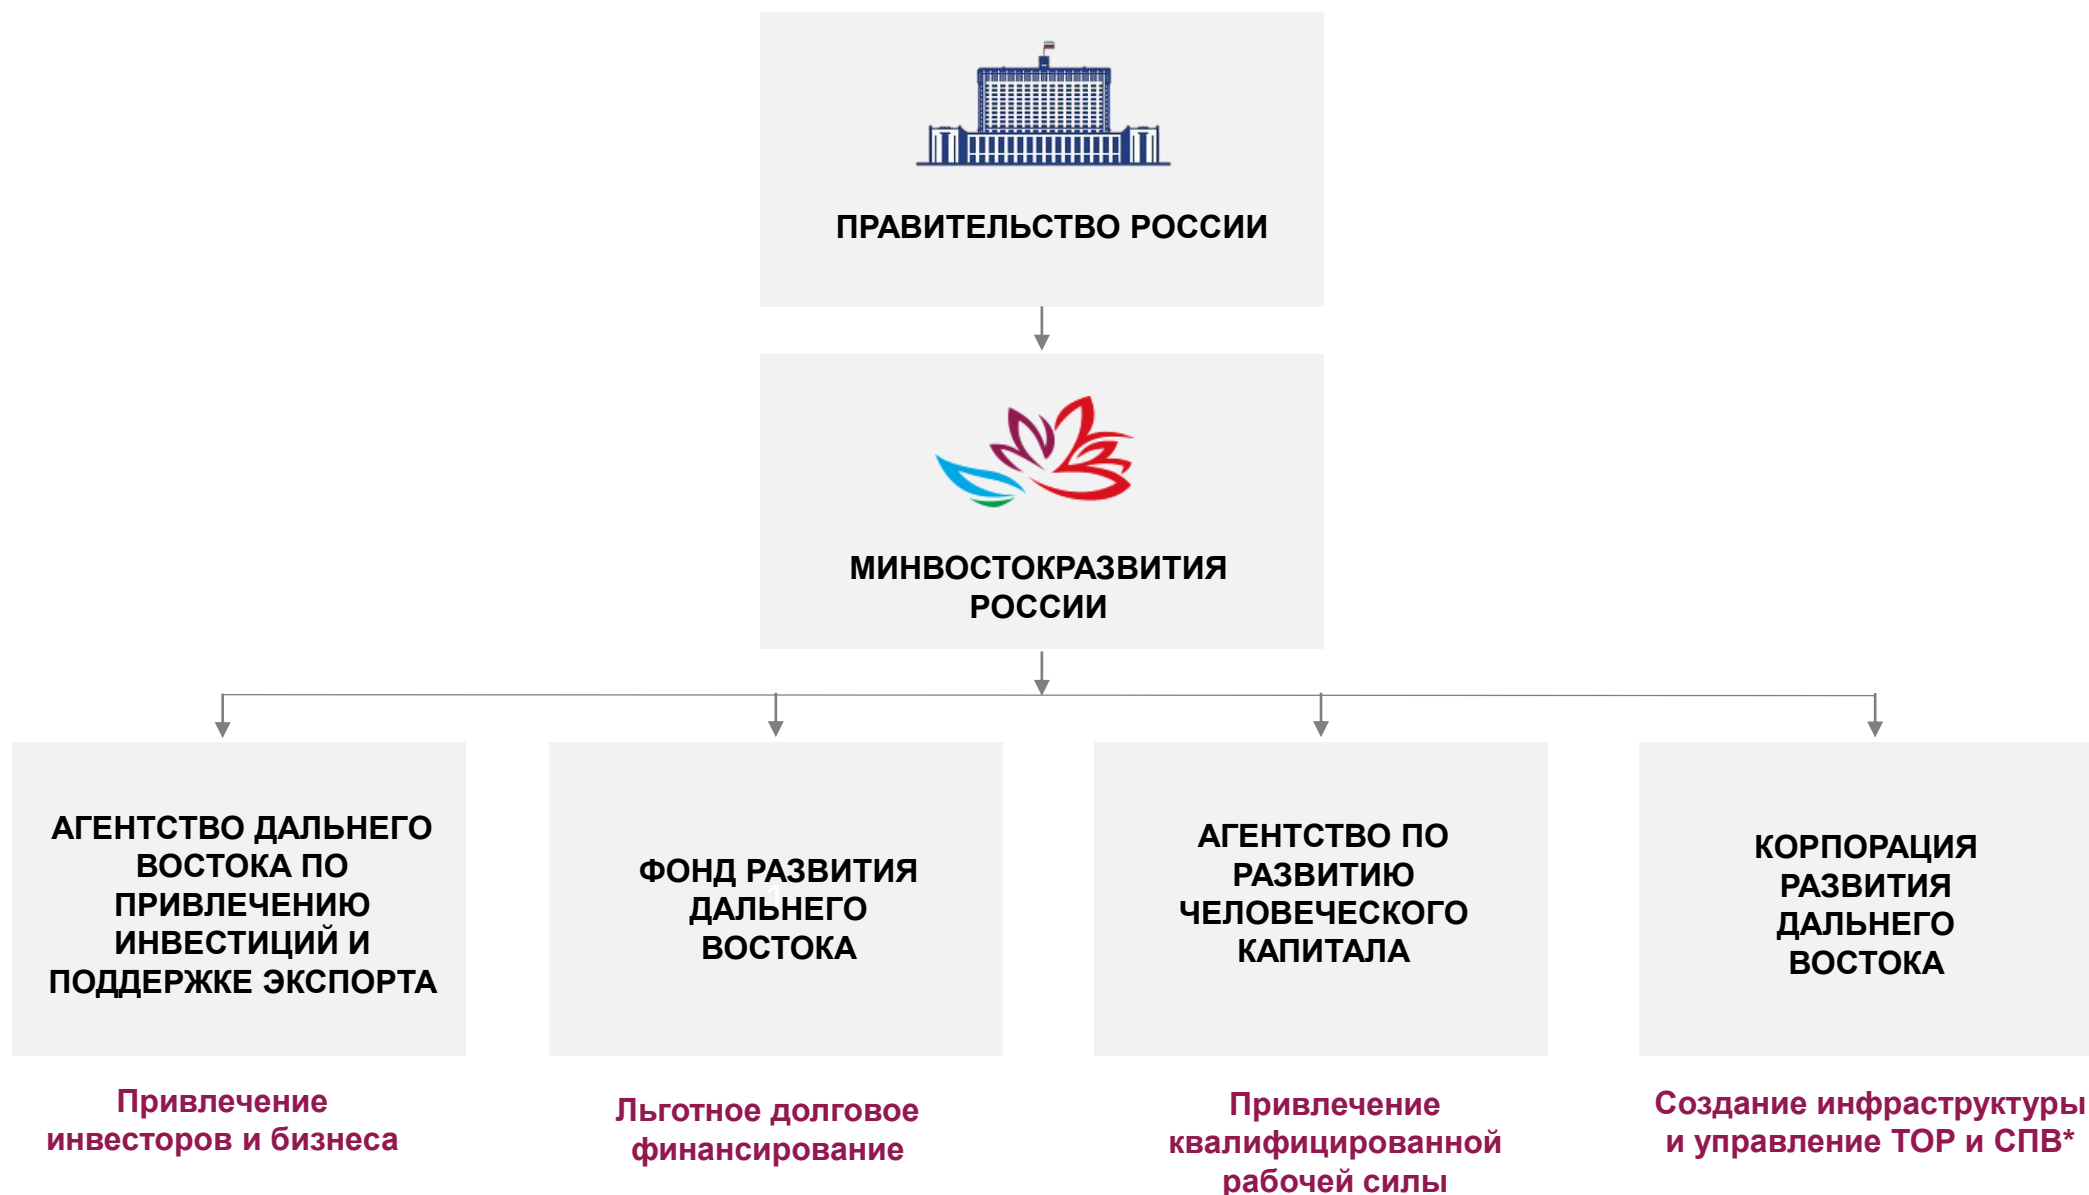 ПРАВИТЕЛЬСТВО РОССИИ
МИНВОСТОКРАЗВИТИЯ
РОССИИ
АГЕНТСТВО ДАЛЬНЕГО
ВОСТОКА ПО
ПРИВЛЕЧЕНИЮ
ИНВЕСТИЦИЙ И
ПОДДЕРЖКЕ ЭКСПОРТА
Привлечение
инвесторов и бизнеса
ФОНД РАЗВИТИЯ
1
ДАЛЬНЕГО
ВОСТОКА
Льготное долговое
финансирование
АГЕНТСТВО ПО
РАЗВИТИЮ
ЧЕЛОВЕЧЕСКОГО
КАПИТАЛА
Привлечение
квалифицированной
рабочей силы
КОРПОРАЦИЯ
РАЗВИТИЯ
ДАЛЬНЕГО
ВОСТОКА
Создание инфраструктуры
и управление ТОР и СПВ*